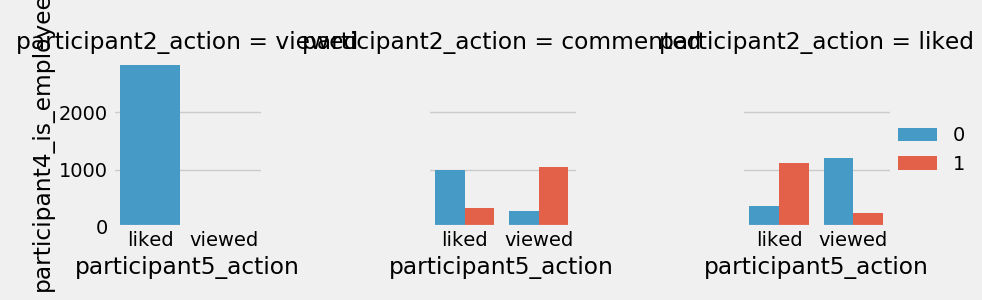 participant2_action = viewed
participant2_action = commented
participant2_action = liked
participant4_is_employee
2000
1000
0
liked viewed
liked viewed
liked viewed
participant5_action
participant5_action
participant5_action
0
1